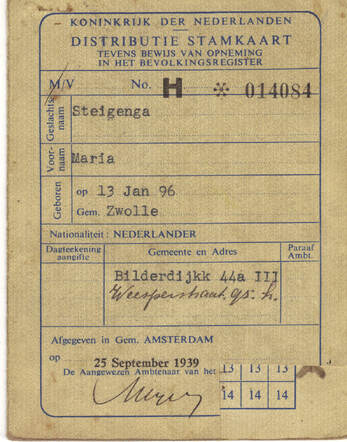 KONINKRIJK DER NEDERLANDEN
DISTRIBUTIE STAMKAART
TEVENS BEWIJS VAN OPNEMING
IN HET BEVOLKINGSREGISTER
M/V No. H * 014084
Geslachtsnaam Steigenga
Voornaam Maria
Geboren op 13 Jan 96
Gem. Zwolle
Nationaliteit: NEDERLANDER
Dagteekening aangifte Gemeente en Adres Paraaf Ambt.
Bilderdijkk 44a III
Weesperstraat 95. h.
Afgegeven in Gem. AMSTERDAM
op 25 September 1939
De Aangewezen Ambtenaar van het
13 13 13
14 14 14